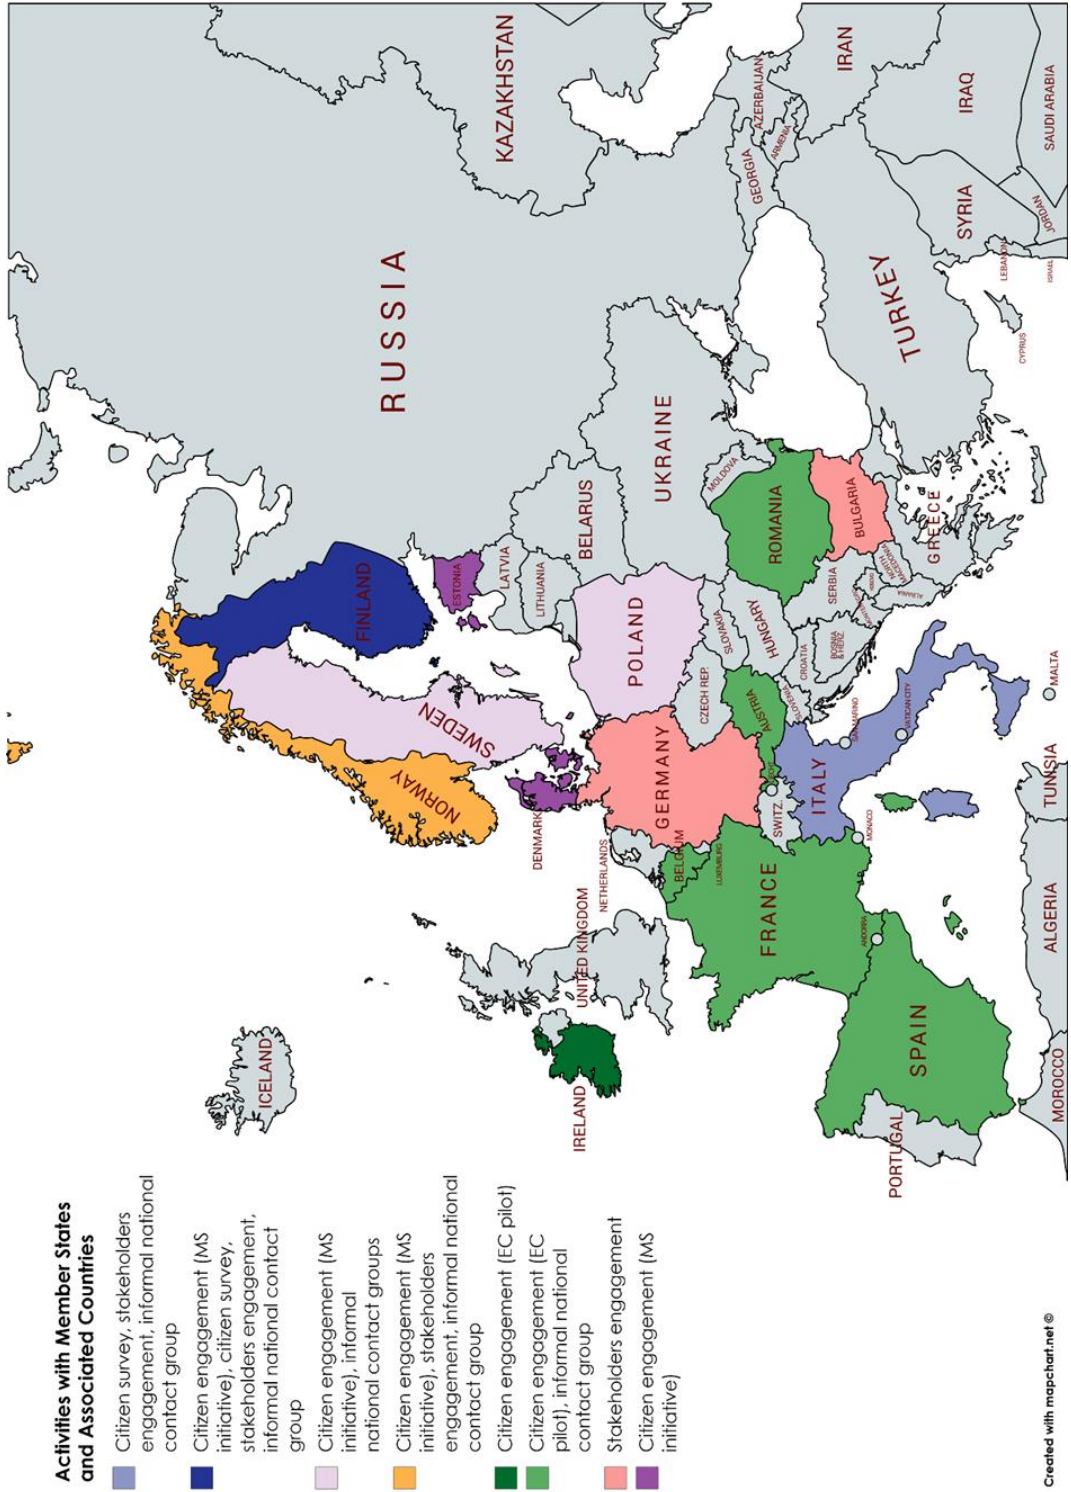 Activities with Member States
and Associated Countries
Citizen survey, stakeholders
engagement, informal national
contact group
Citizen engagement (MS
initiative), citizen survey,
stakeholders engagement,
informal national contact
group
Citizen engagement (MS
initiative), informal
national contact groups
Citizen engagement (MS
initiative), stakeholders
engagement, informal national
contact group
Citizen engagement (EC pilot)
Citizen engagement (EC
pilot), informal national
contact group
Stakeholders engagement
Citizen engagement (MS
initiative)
ICELAND
NORWAY
SWEDEN
FINLAND
RUSSIA
ESTONIA
LATVIA
LITHUANIA
BELARUS
DENMARK
IRELAND
UNITED KINGDOM
NETHERLANDS
BELGIUM
LUXEMBURG
GERMANY
POLAND
CZECH REP.
SLOVAKIA
UKRAINE
MOLDOVA
KAZAKHSTAN
FRANCE
SWITZ.
AUSTRIA
HUNGARY
ROMANIA
SLOVENIA
CROATIA
BOSNIA
& HERZ.
SERBIA
BULGARIA
NORTH
MACEDONIA
ALBANIA
GREECE
ITALY
SAN MARINO
VATICAN CITY
MONACO
ANDORRA
SPAIN
PORTUGAL
MALTA
MOROCCO
ALGERIA
TUNISIA
TURKEY
GEORGIA
ARMENIA
AZERBAIJAN
IRAN
IRAQ
SYRIA
LEBANON
ISRAEL
JORDAN
SAUDI ARABIA
CYPRUS
Created with mapchart.net ©